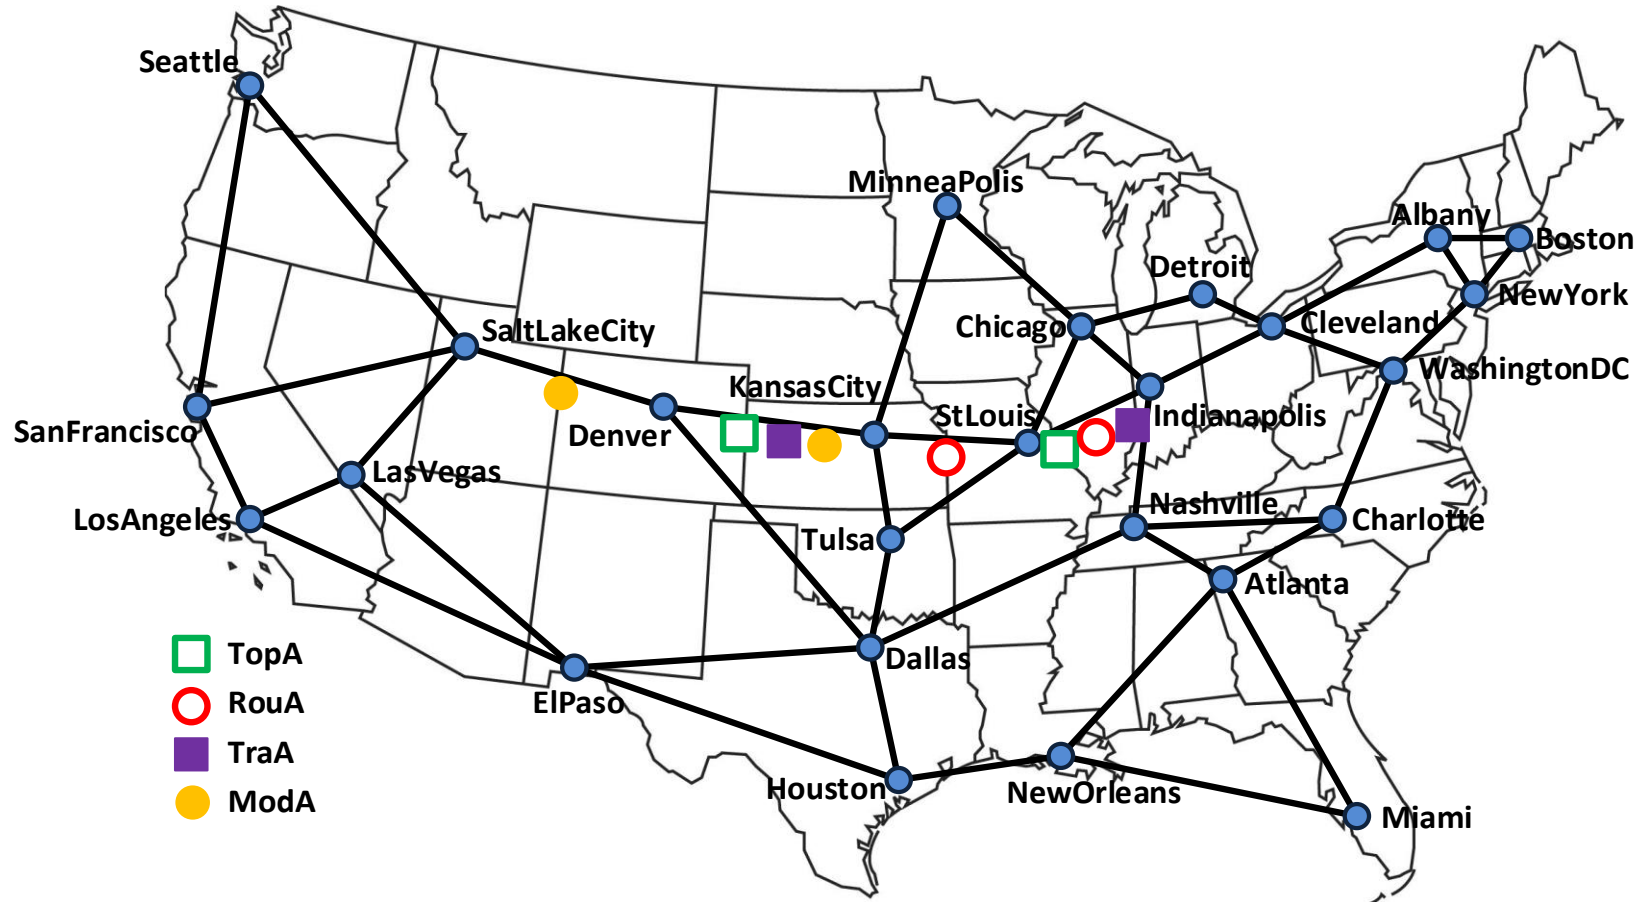 Seattle
MinneaPolis
Albany
Boston
Detroit
NewYork
SaltLakeCity
Chicago
Cleveland
WashingtonDC
KansasCity
StLouis
Indianapolis
SanFrancisco
Denver
LasVegas
Nashville
LosAngeles
Charlotte
Tulsa
Atlanta
TopA
Dallas
RouA
ElPaso
TraA
Houston
NewOrleans
ModA
Miami